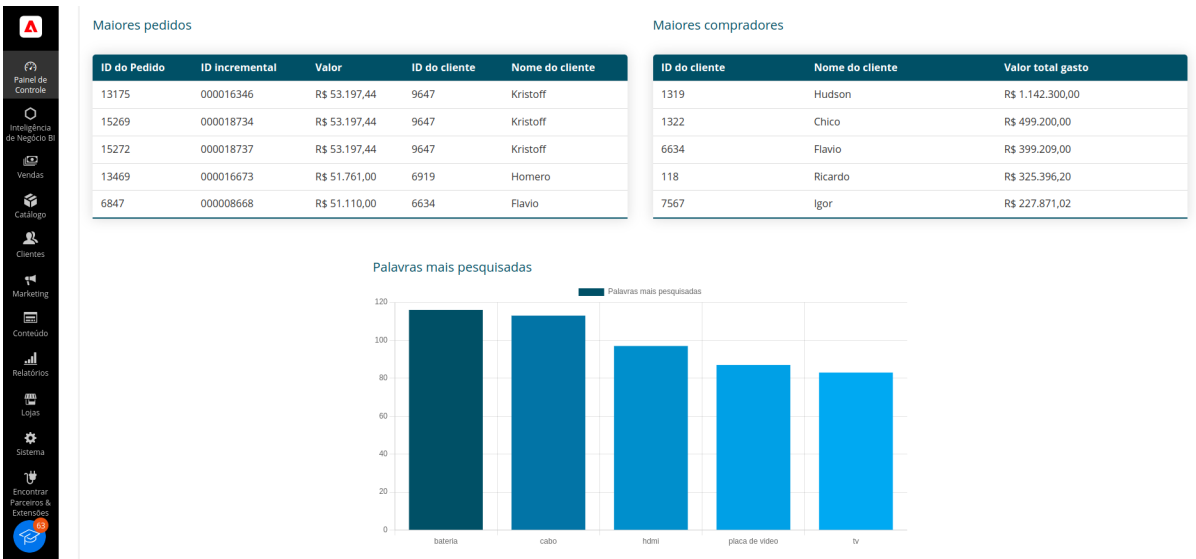 Painel de
Controle
Inteligência
de Negócio BI
Vendas
Catálogo
Clientes
Marketing
Conteúdo
Relatórios
Lojas
Sistema
Encontrar
Parceiros &
Extensões
63
Maiores pedidos
ID do Pedido ID incremental Valor ID do cliente Nome do cliente
13175 000016346 R$ 53.197,44 9647 Kristoff
15269 000018734 R$ 53.197,44 9647 Kristoff
15272 000018737 R$ 53.197,44 9647 Kristoff
13469 000016673 R$ 51.761,00 6919 Homero
6847 000008668 R$ 51.110,00 6634 Flavio
Maiores compradores
ID do cliente Nome do cliente Valor total gasto
1319 Hudson R$ 1.142.300,00
1322 Chico R$ 499.200,00
6634 Flavio R$ 399.209,00
118 Ricardo R$ 325.396,20
7567 Igor R$ 227.871,02
Palavras mais pesquisadas
Palavras mais pesquisadas
120
100
80
60
40
20
0
bateria cabo hdmi placa de video tv